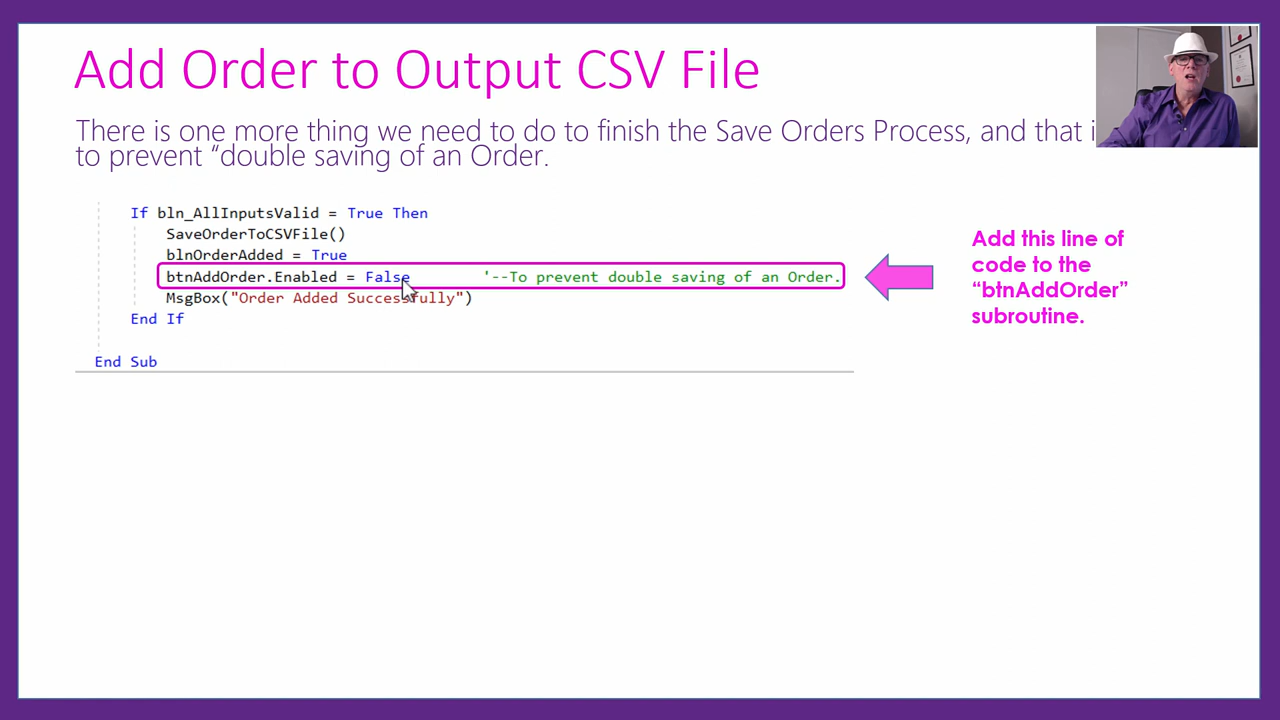 Add Order to Output CSV File
There is one more thing we need to do to finish the Save Orders Process, and that i
to prevent “double saving of an Order.
If bln_AllInputsValid = True Then
SaveOrderToCSVFile()
blnOrderAdded = True
btnAddOrder.Enabled = False '--To prevent double saving of an Order.
MsgBox("Order Added Successfully")
End If
End Sub
Add this line of
code to the
“btnAddOrder”
subroutine.